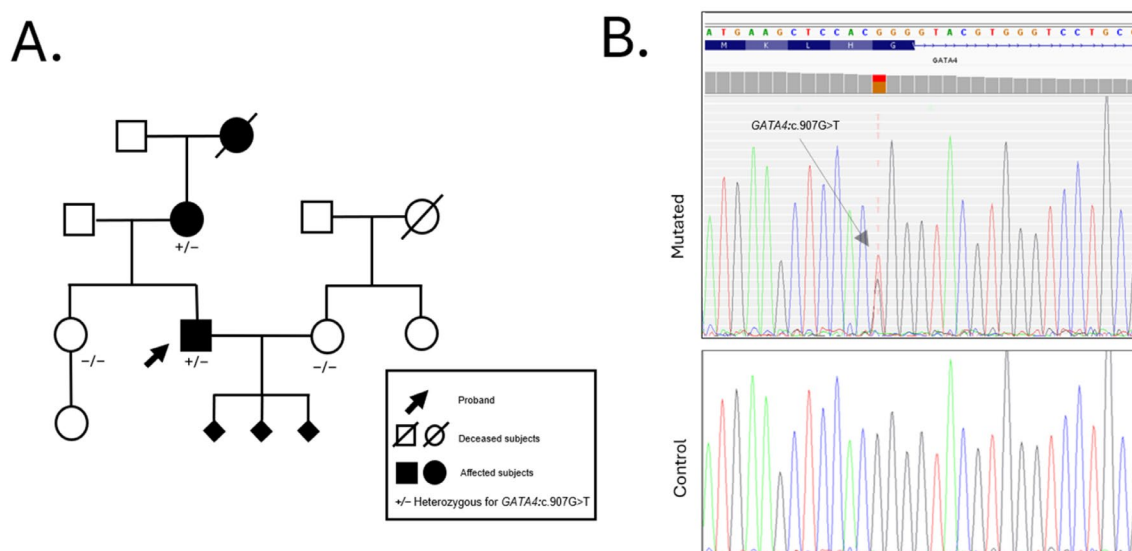 A.
+/−
−/−
+/−
−/−
Proband
Deceased subjects
Affected subjects
+/− Heterozygous for GATA4:c.907G>T
B.
A T G A A G C T C C A C G G G G T A C G T G G G T C C T G C
M K L H G
GATA4
GATA4:c.907G>T
Mutated
Control